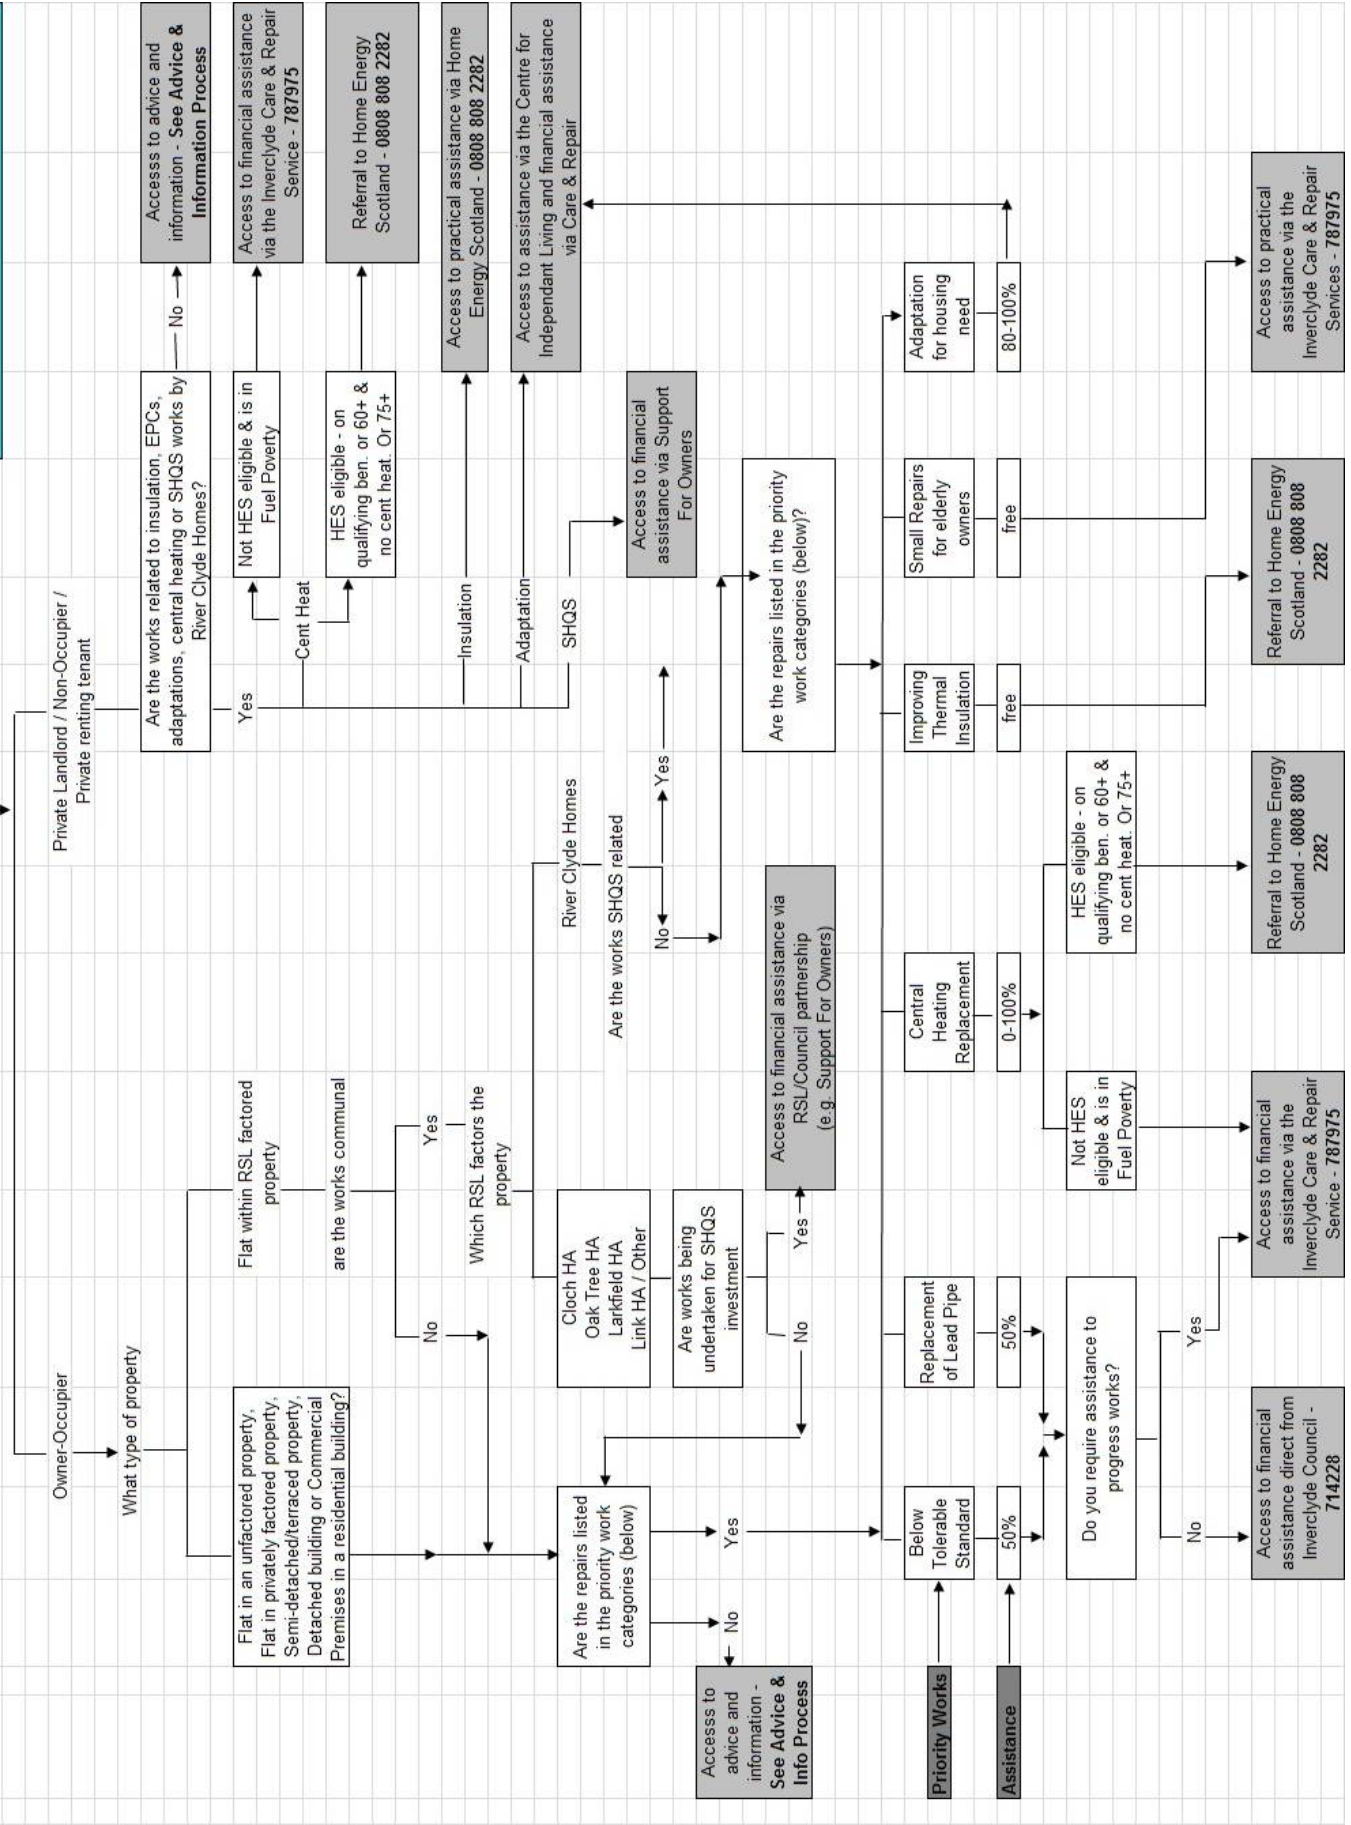 Owner-Occupier
Private Landlord / Non-Occupier /
Private renting tenant
What type of property
Are the works related to insulation, EPCs,
adaptations, central heating or SHQS works by
River Clyde Homes?
No
Accesss to advice and
information - See Advice &
Information Process
Yes
Flat in an unfactored property,
Flat in privately factored property,
Semi-detached/terraced property,
Detached building or Commercial
Premises in a residential building?
Flat within RSL factored
property
Not HES eligible & is in
Fuel Poverty
Access to financial assistance
via the Inverclyde Care & Repair
Service - 787975
Cent Heat
are the works communal
HES eligible - on
qualifying ben. or 60+ &
no cent heat. Or 75+
Referral to Home Energy
Scotland - 0808 808 2282
No
Yes
Insulation
Access to practical assistance via Home
Energy Scotland - 0808 808 2282
Which RSL factors the
property
Adaptation
Access to assistance via the Centre for
Independant Living and financial assistance
via Care & Repair
Cloch HA
Oak Tree HA
Larkfield HA
Link HA / Other
River Clyde Homes
SHQS
Are the works SHQS related
Access to financial
assistance via Support
For Owners
Are the repairs listed
in the priority work
categories (below)
Are works being
undertaken for SHQS
investment
No
Yes
No
Yes
No
Yes
Accesss to
advice and
information -
See Advice &
Info Process
Access to financial assistance via
RSL/Council partnership
(e.g. Support For Owners)
Are the repairs listed in the priority
work categories (below)?
Priority Works
Below
Tolerable
Standard
Replacement
of Lead Pipe
Central
Heating
Replacement
Improving
Thermal
Insulation
Small Repairs
for elderly
owners
Adaptation
for housing
need
Assistance
50%
50%
0-100%
free
free
80-100%
Do you require assistance to
progress works?
Not HES
eligible & is in
Fuel Poverty
HES eligible - on
qualifying ben. or 60+ &
no cent heat. Or 75+
No
Yes
Access to financial
assistance direct from
Inverclyde Council -
714228
Access to financial
assistance via the
Inverclyde Care & Repair
Service - 787975
Referral to Home Energy
Scotland - 0808 808
2282
Referral to Home Energy
Scotland - 0808 808
2282
Access to practical
assistance via the
Inverclyde Care & Repair
Services - 787975